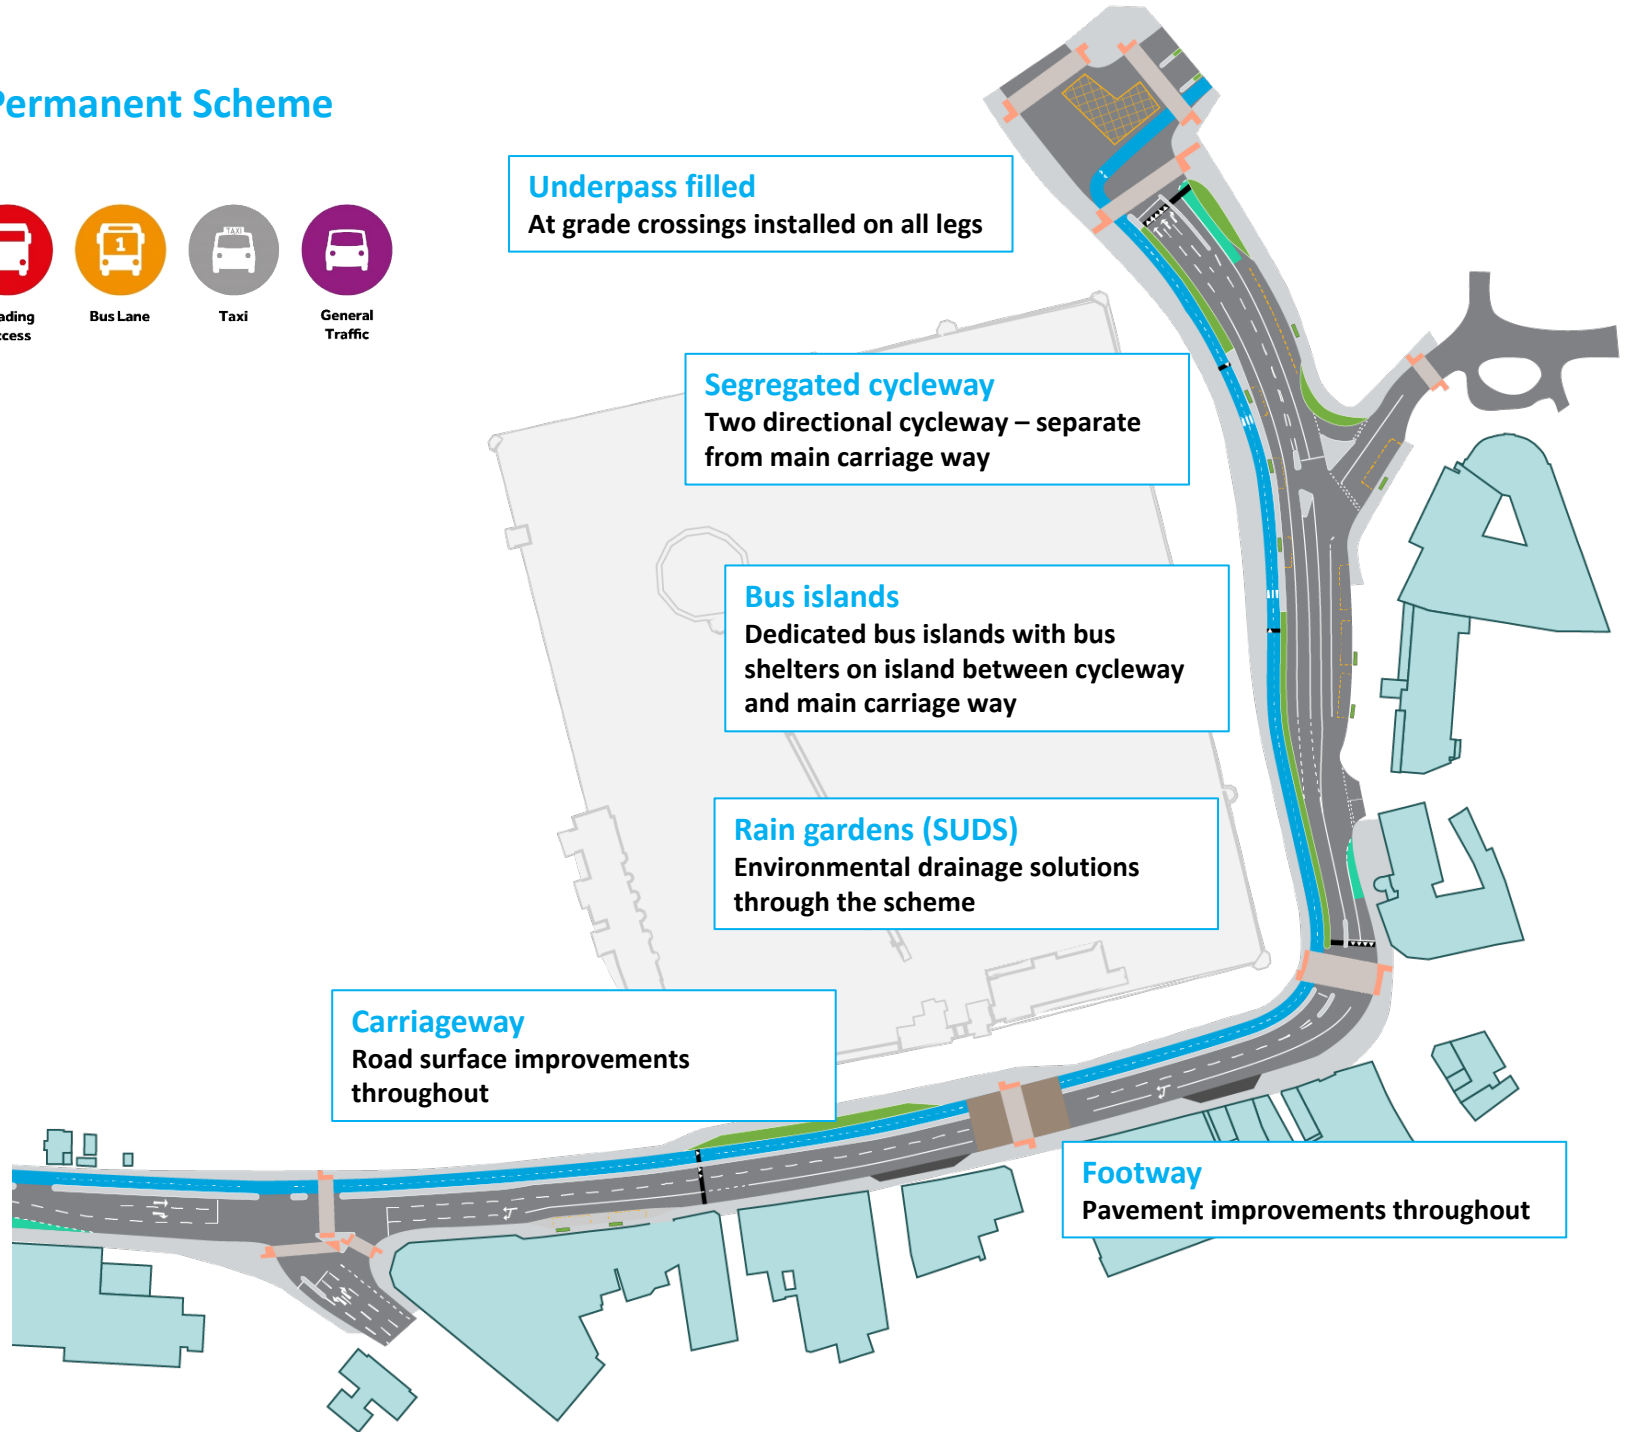 Permanent Scheme
1
TAXI
Bus Lane
Taxi
General
Traffic
Underpass filled
At grade crossings installed on all legs
Segregated cycleway
Two directional cycleway – separate
from main carriage way
Bus islands
Dedicated bus islands with bus
shelters on island between cycleway
and main carriage way
Rain gardens (SUDS)
Environmental drainage solutions
through the scheme
Carriageway
Road surface improvements
throughout
Footway
Pavement improvements throughout